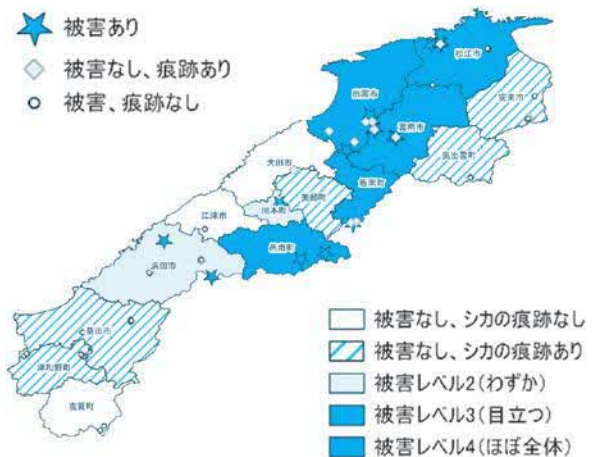 被害あり
被害なし、痕跡あり
被害、痕跡なし
松江市
出雲市
安来市
雲南市
奥出雲町
飯南町
大田市
美郷町
川本町
江津市
邑南町
浜田市
益田市
津和野町
吉賀町
被害なし、シカの痕跡なし
被害なし、シカの痕跡あり
被害レベル2(わずか)
被害レベル3(目立つ)
被害レベル4(ほぼ全体)